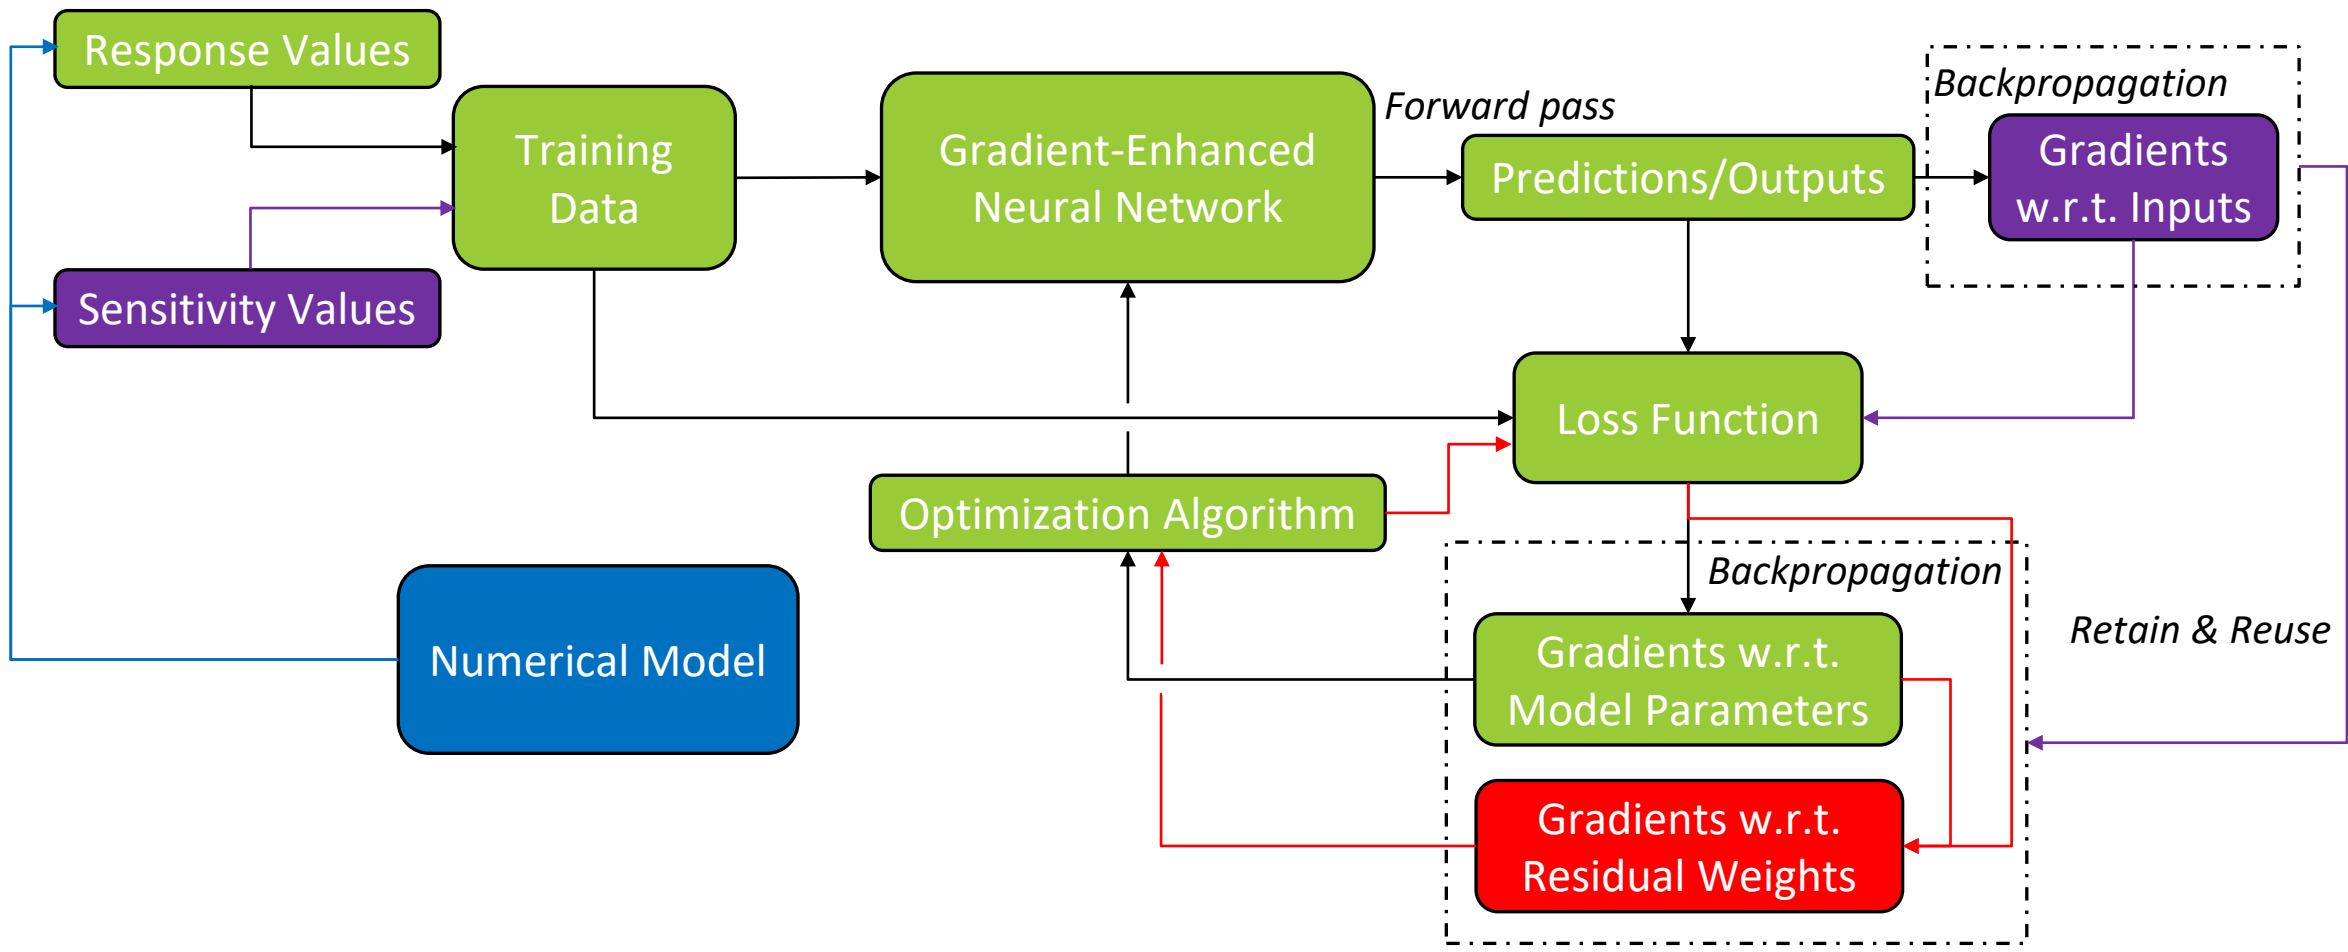 Response Values
Sensitivity Values
Training
Data
Gradient-Enhanced
Neural Network
Forward pass
Predictions/Outputs
Backpropagation
Gradients
w.r.t. Inputs
Loss Function
Optimization Algorithm
Numerical Model
Backpropagation
Gradients w.r.t.
Model Parameters
Gradients w.r.t.
Residual Weights
Retain & Reuse